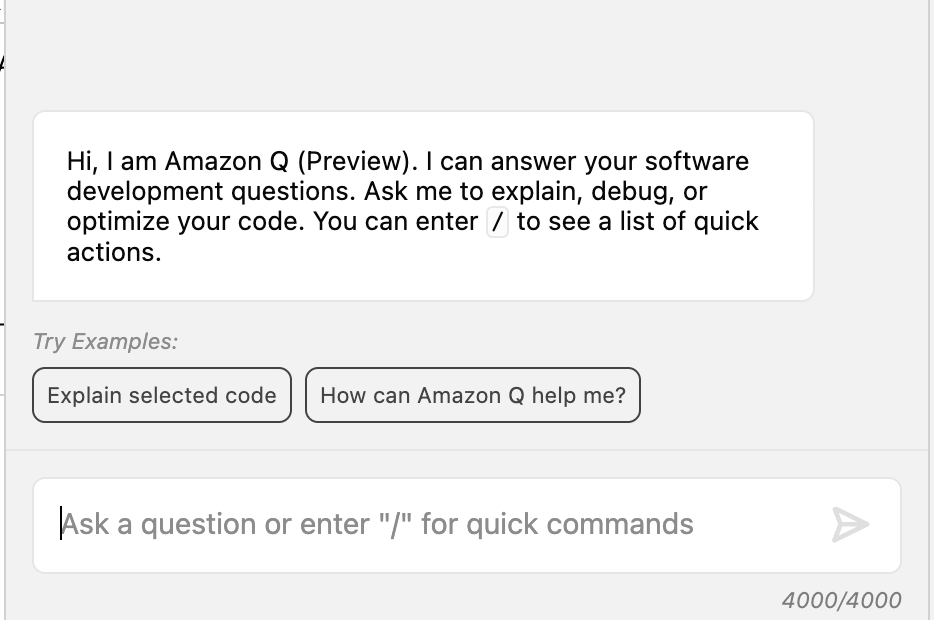 Hi, I am Amazon Q (Preview). I can answer your software
development questions. Ask me to explain, debug, or
optimize your code. You can enter / to see a list of quick
actions.
Try Examples:
Explain selected code
How can Amazon Q help me?
Ask a question or enter "/" for quick commands
4000/4000